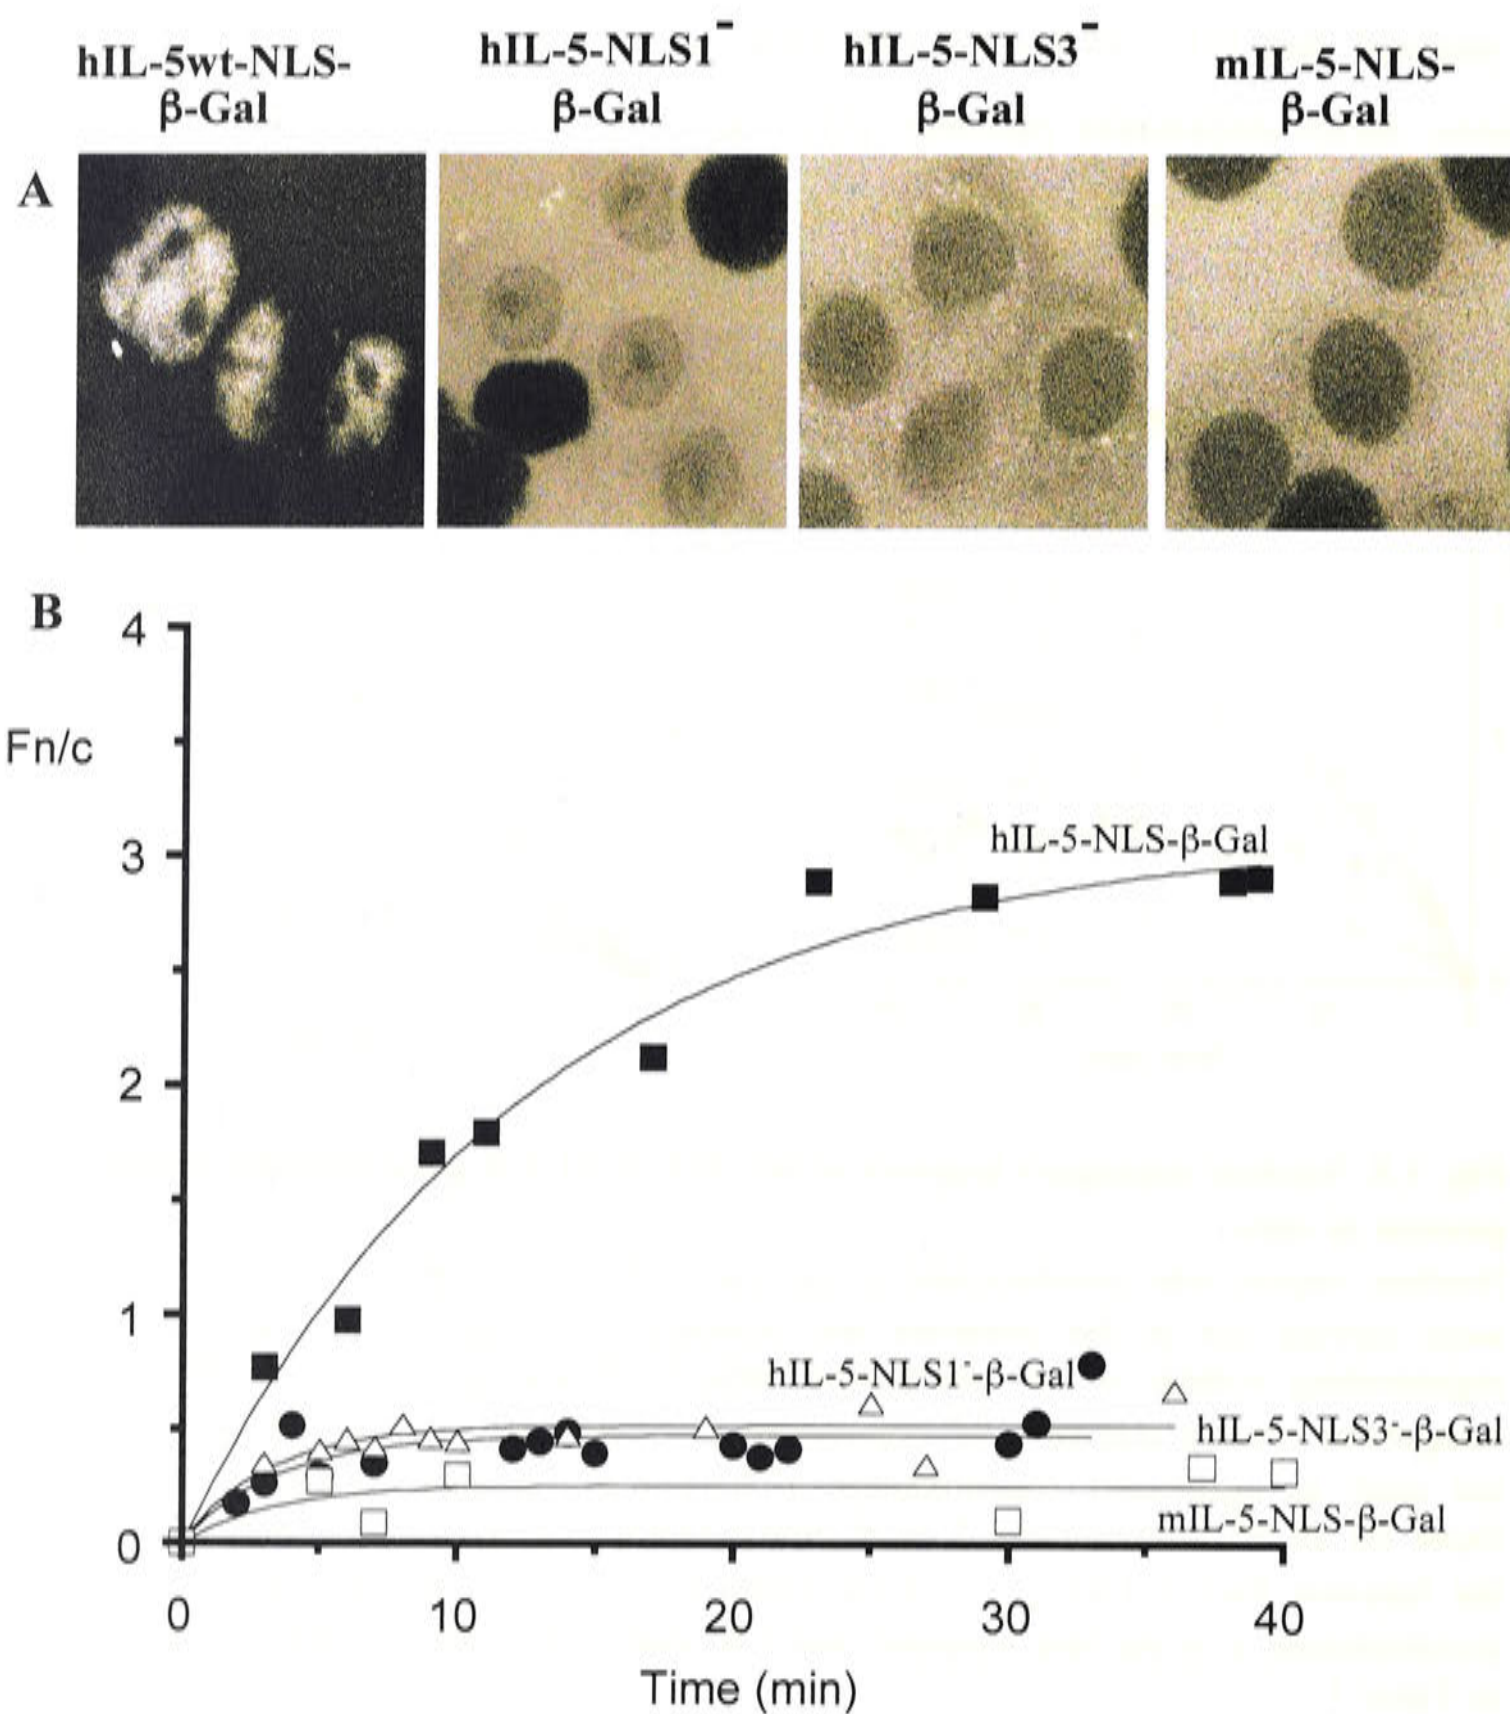 hIL-5wt-NLS-
β-Gal
hIL-5-NLS1⁻
β-Gal
hIL-5-NLS3⁻
β-Gal
mIL-5-NLS-
β-Gal
A
B
4
Fn/c
3
hIL-5-NLS-β-Gal
2
1
hIL-5-NLS1⁻-β-Gal
hIL-5-NLS3⁻-β-Gal
mIL-5-NLS-β-Gal
0
0 10 20 30 40
Time (min)